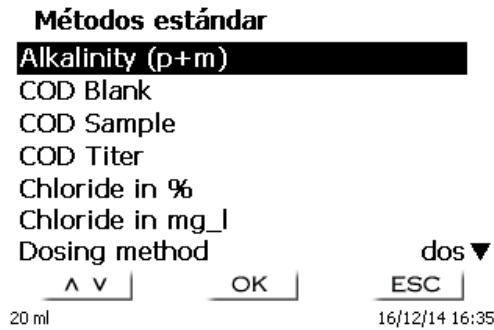 Métodos estándar
Alkalinity (p+m)
COD Blank
COD Sample
COD Titer
Chloride in %
Chloride in mg_l
Dosing method dos ▼
∧ ∨ OK ESC
20 ml 16/12/14 16:35